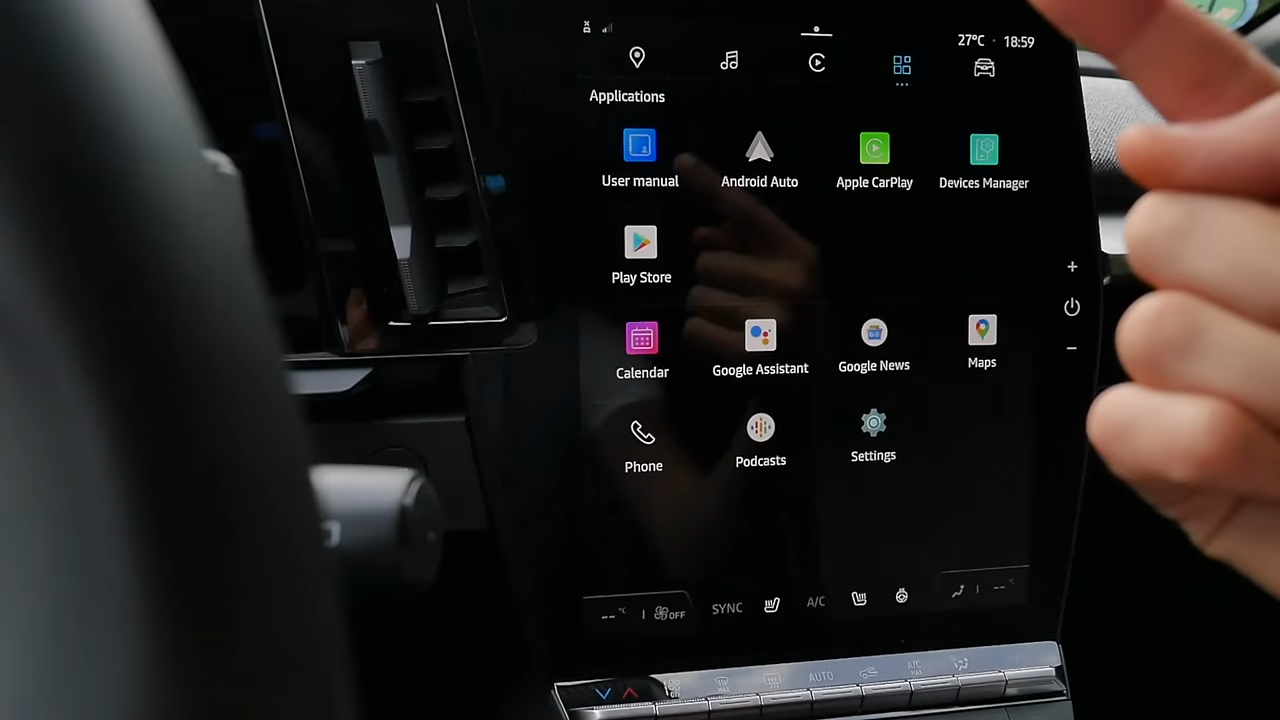 27°C · 18:59
Applications
User manual
Android Auto
Apple CarPlay
Devices Manager
Play Store
Calendar
Google Assistant
Google News
Maps
Phone
Podcasts
Settings
+
−
--°C
OFF
SYNC
A/C
--°C
MAX
AUTO
A/C
MAX